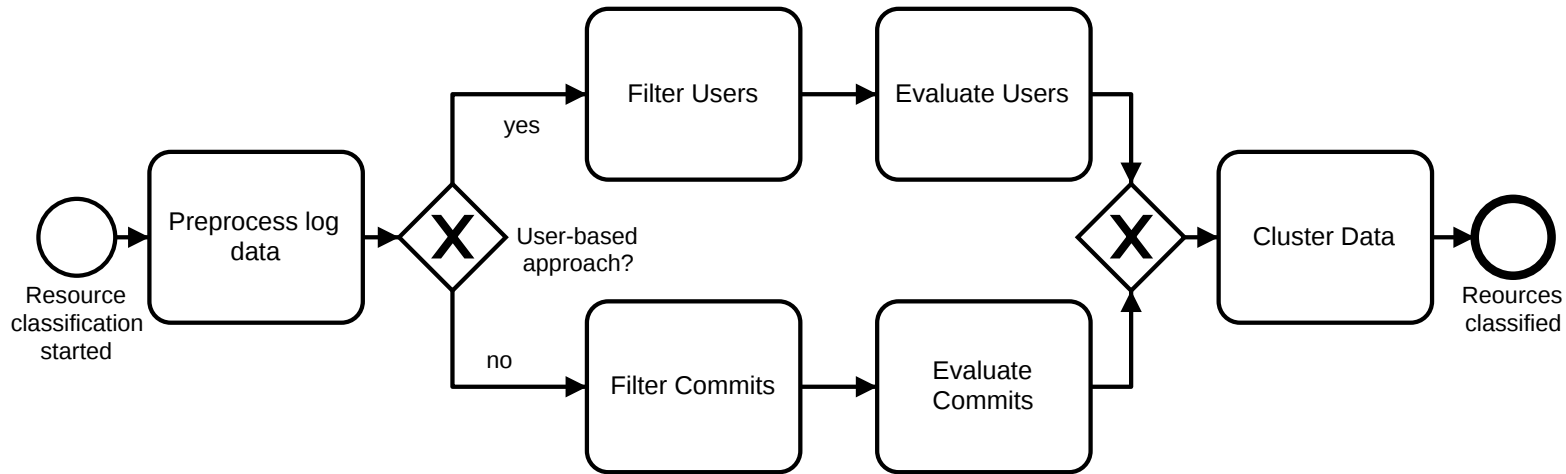 Resource
classification
started
Preprocess log
data
X
User-based
approach?
yes
Filter Users
Evaluate Users
no
Filter Commits
Evaluate
Commits
X
Cluster Data
Reources
classified